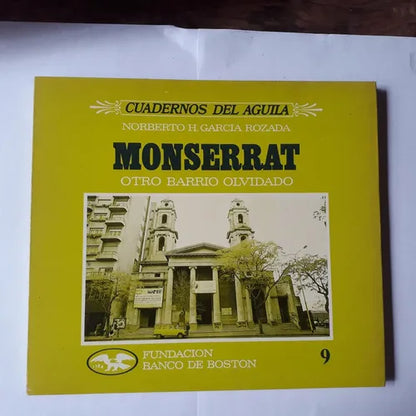 CUADERNOS DEL AGUILA
NORBERTO H. GARCIA ROZADA
MONSERRAT
OTRO BARRIO OLVIDADO
FUNDACION
BANCO DE BOSTON
9